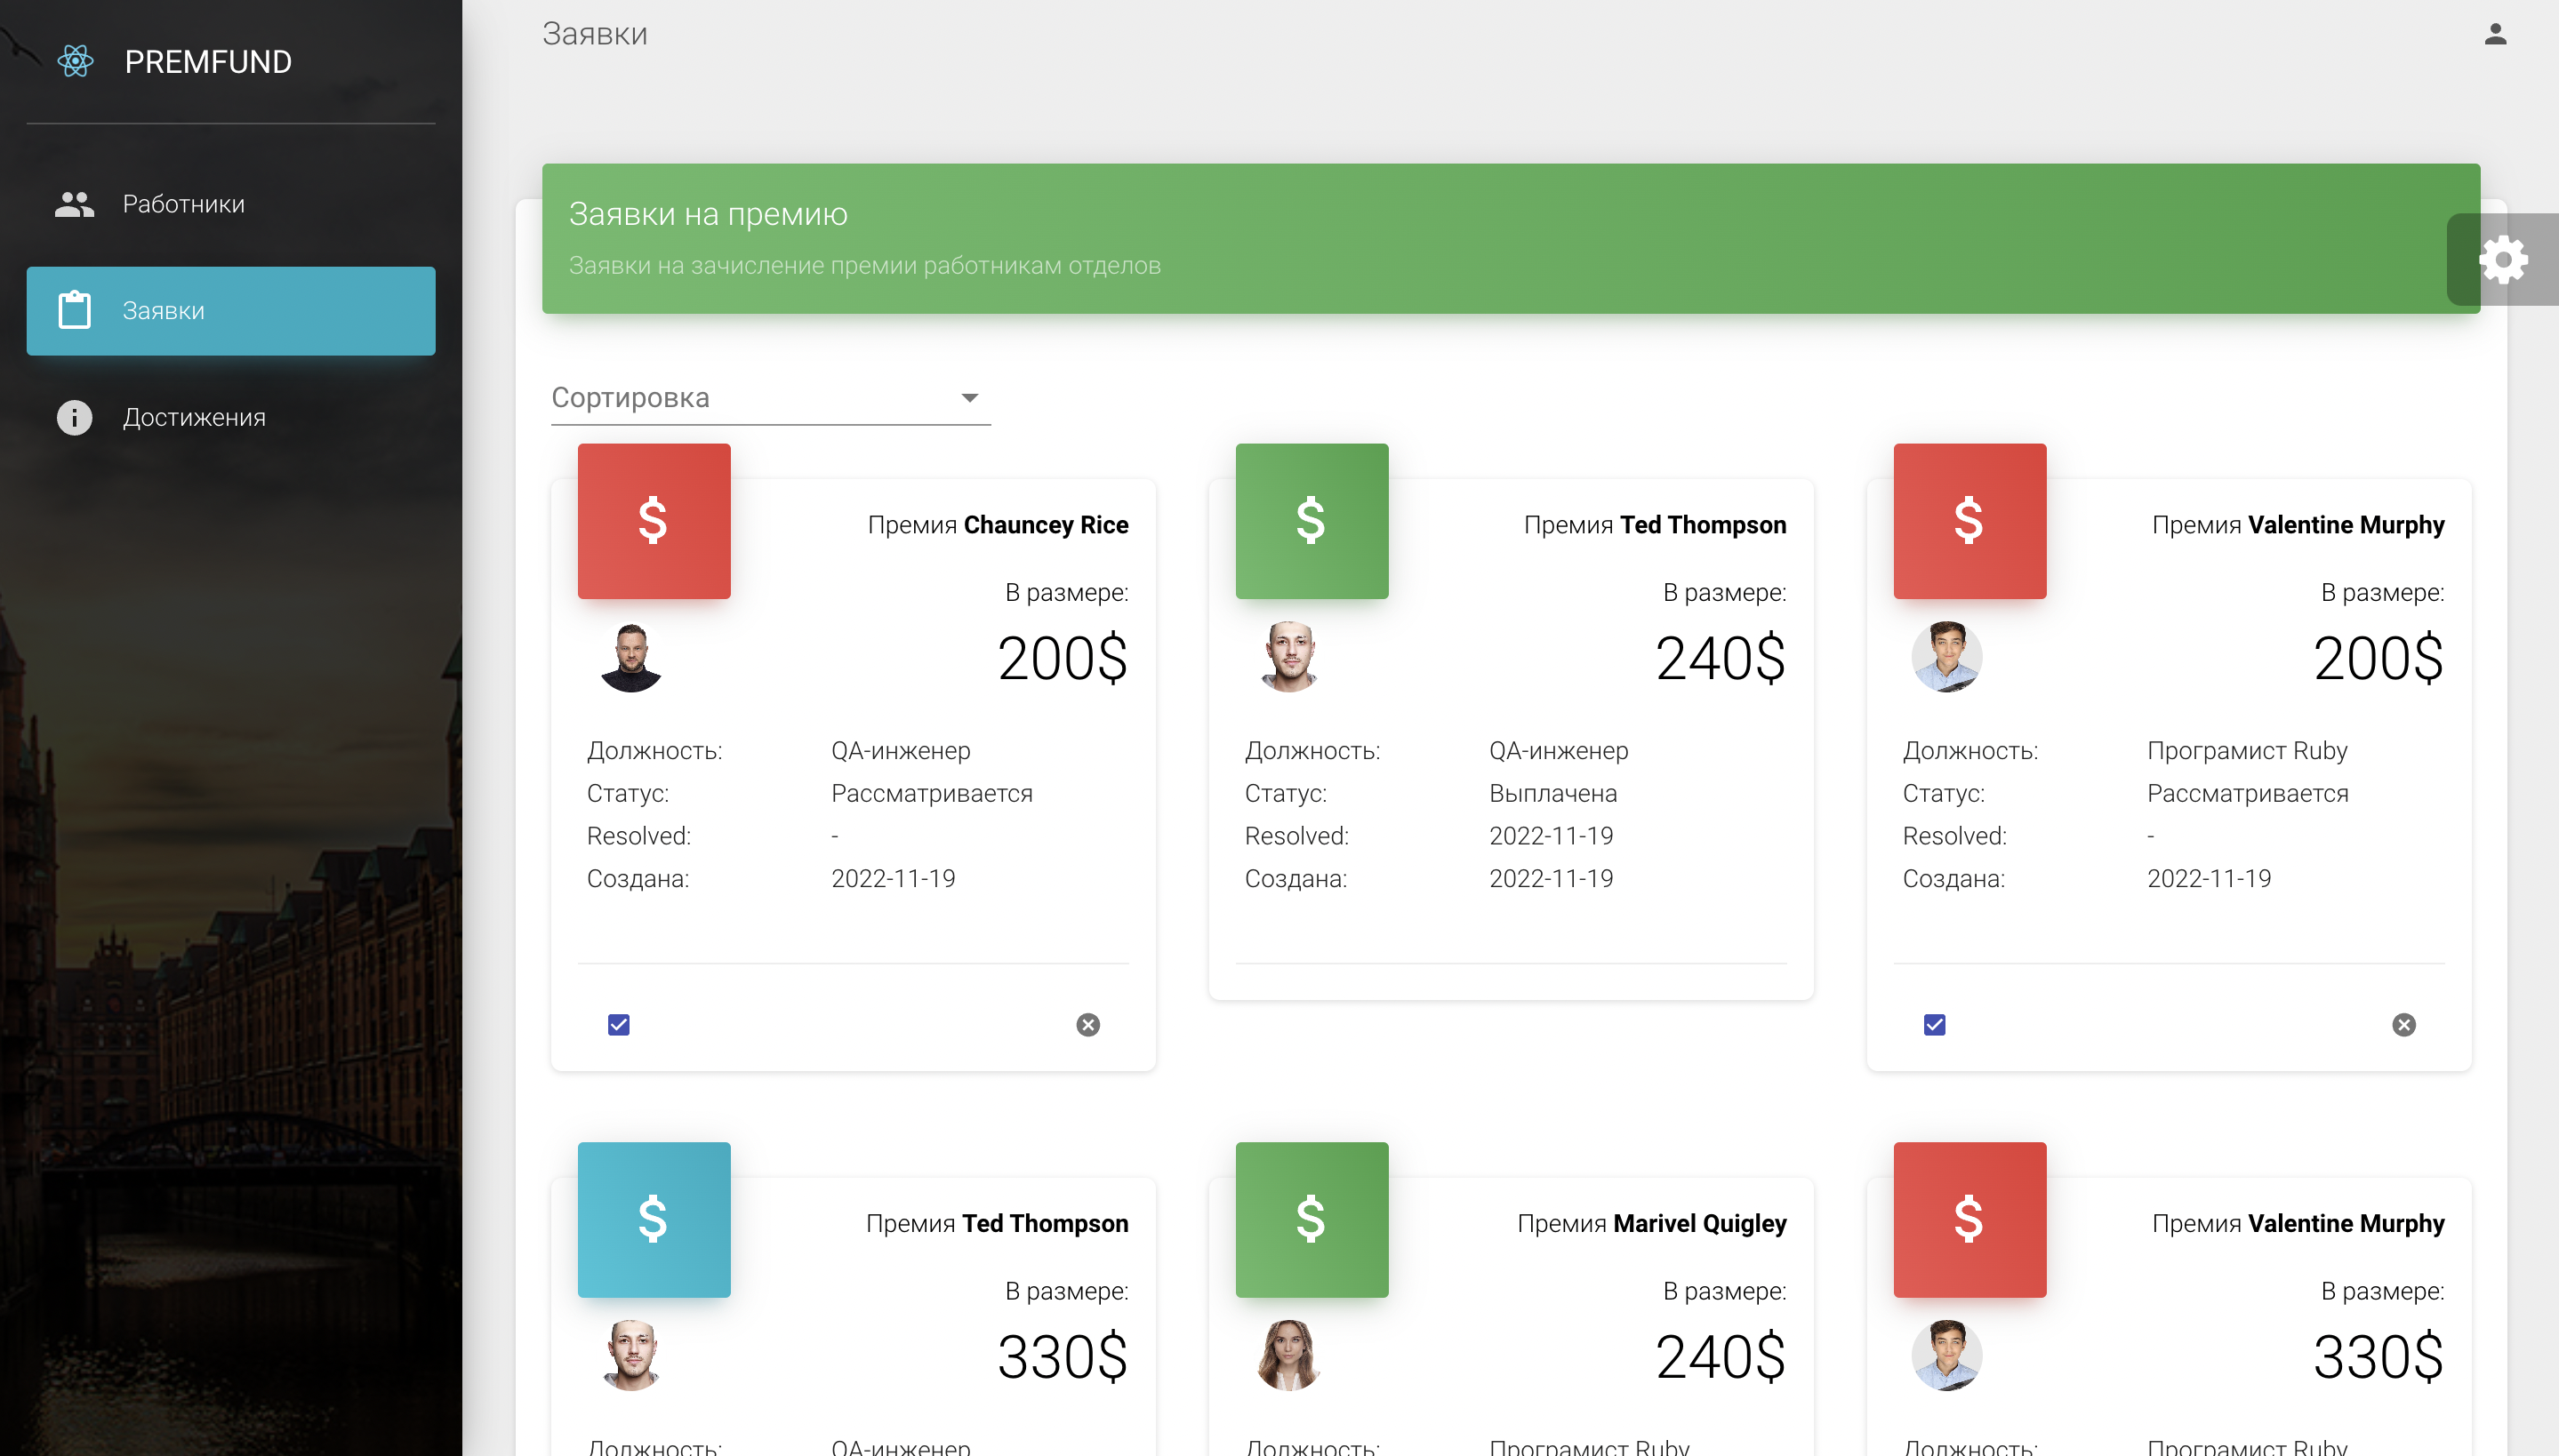 PREMFUND
Работники
Заявки
Достижения
Заявки
Заявки на премию
Заявки на зачисление премии работникам отделов
Сортировка
$
Премия Chauncey Rice
В размере:
200$
Должность: QA-инженер
Статус: Рассматривается
Resolved: -
Создана: 2022-11-19
$
Премия Ted Thompson
В размере:
240$
Должность: QA-инженер
Статус: Выплачена
Resolved: 2022-11-19
Создана: 2022-11-19
$
Премия Valentine Murphy
В размере:
200$
Должность: Програмист Ruby
Статус: Рассматривается
Resolved: -
Создана: 2022-11-19
$
Премия Ted Thompson
В размере:
330$
Должность: QA-инженер
$
Премия Marivel Quigley
В размере:
240$
Должность: Програмист Ruby
$
Премия Valentine Murphy
В размере:
330$
Должность: Програмист Ruby